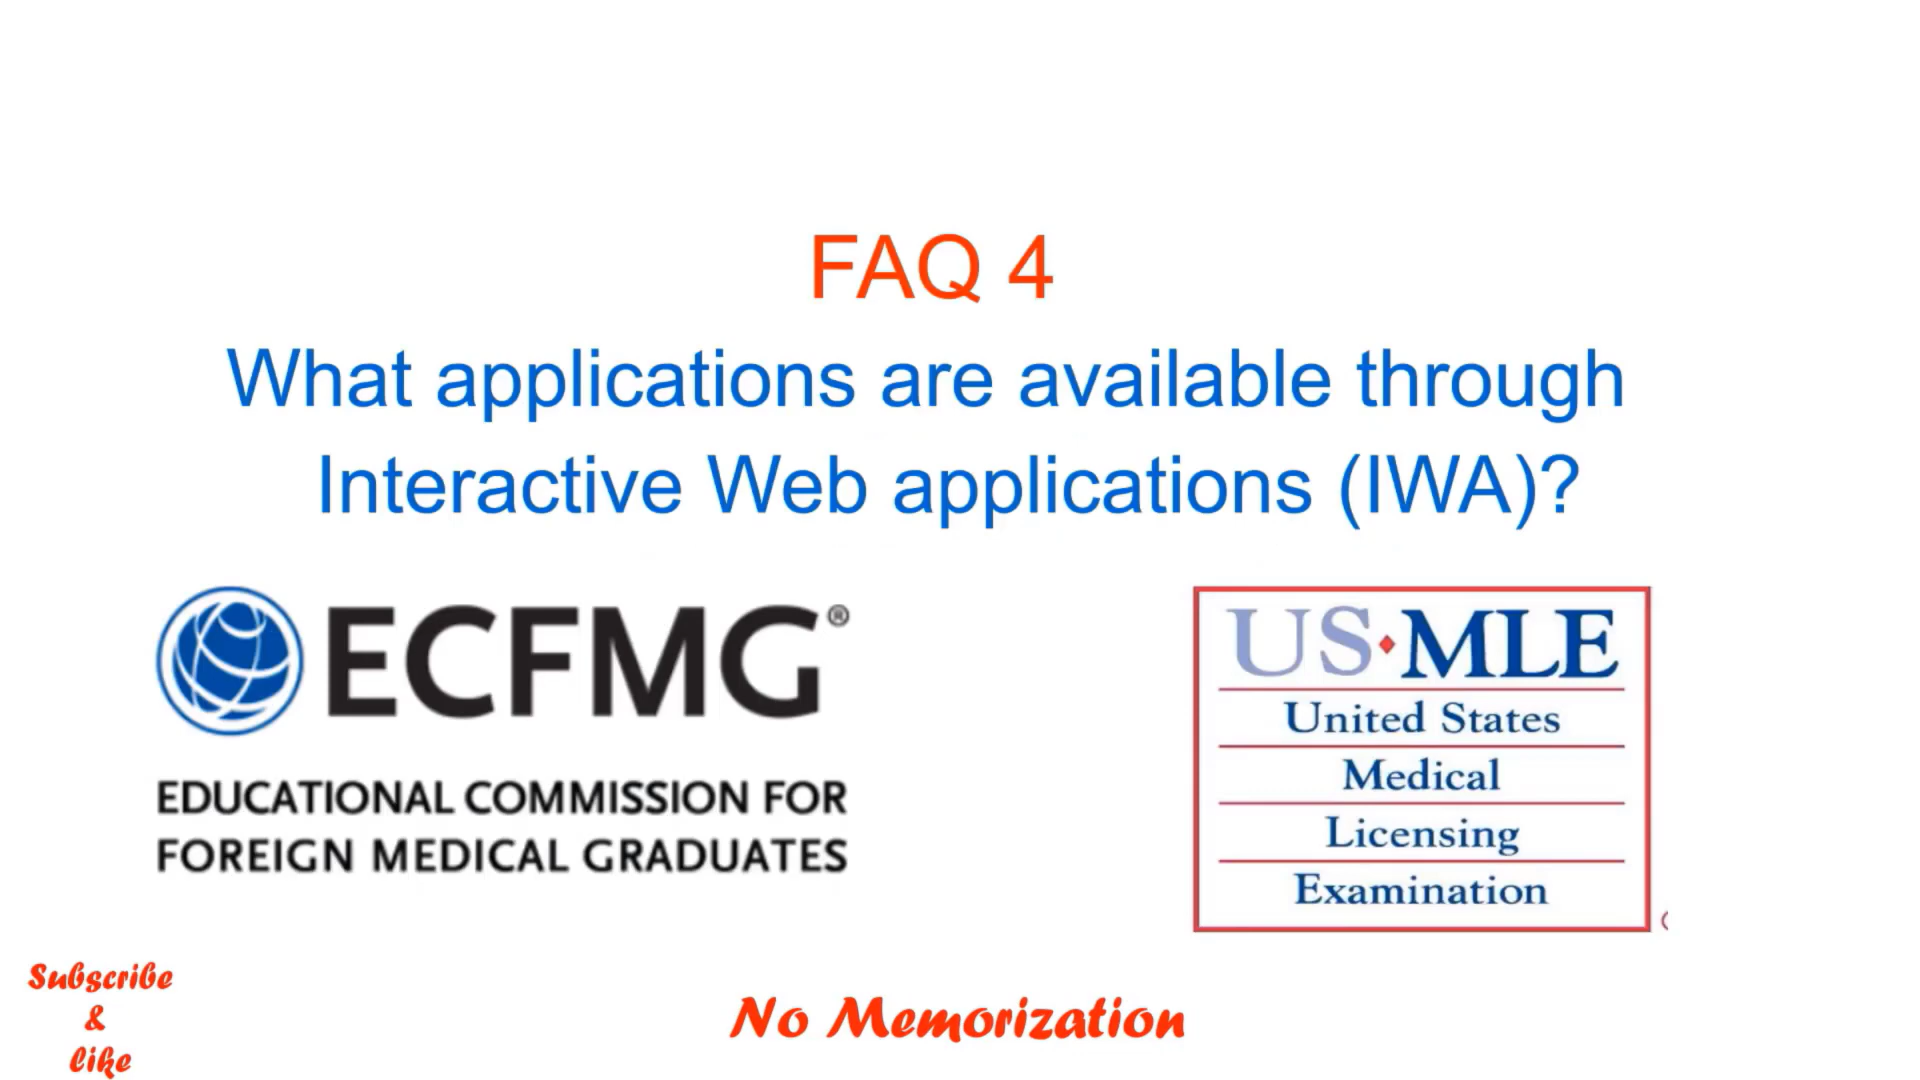 FAQ 4
What applications are available through
Interactive Web applications (IWA)?
ECFMG®
EDUCATIONAL COMMISSION FOR
FOREIGN MEDICAL GRADUATES
US♦MLE
United States
Medical
Licensing
Examination
Subscribe
&
like
No Memorization